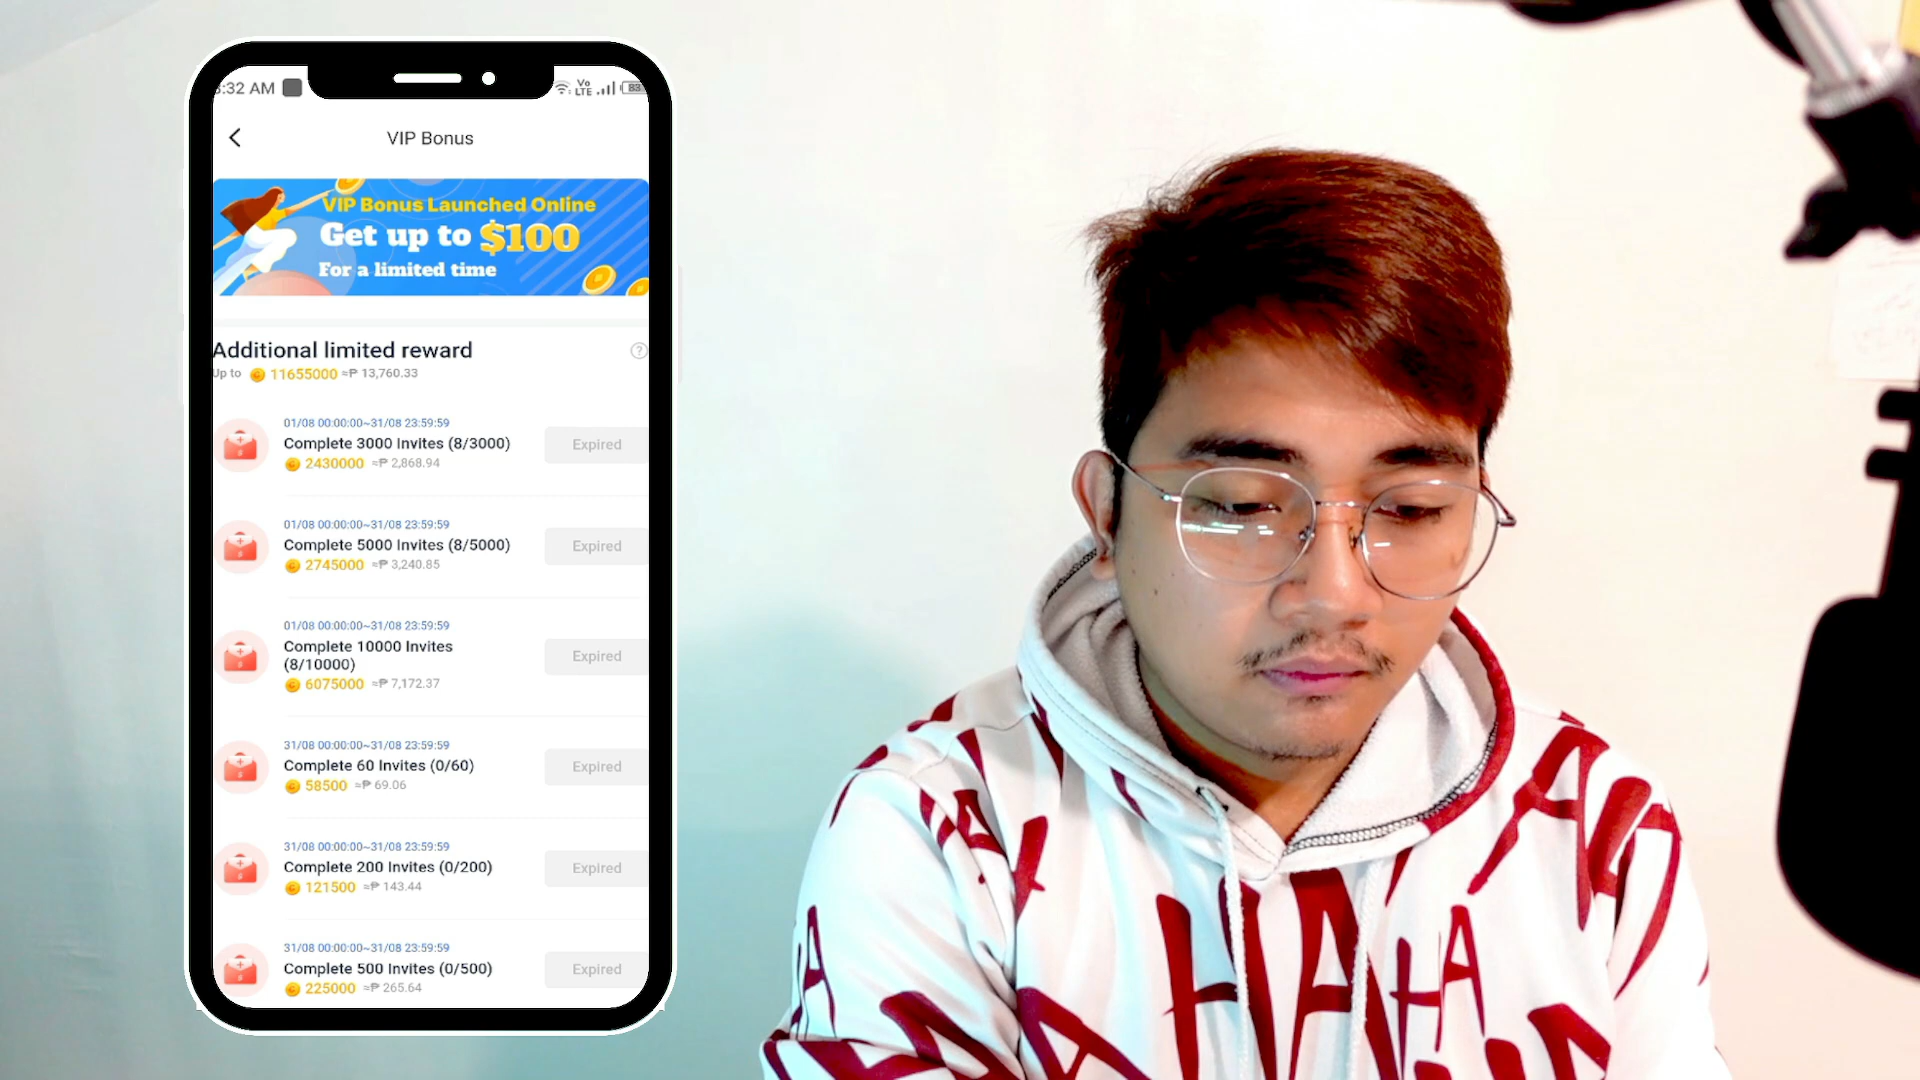 :32 AM
Vo
LTE
83
VIP Bonus
VIP Bonus Launched Online
Get up to $100
For a limited time
Additional limited reward
?
Up to 11655000 ≈₱ 13,760.33
01/08 00:00:00~31/08 23:59:59
Complete 3000 Invites (8/3000)
2430000 ≈₱ 2,868.94
Expired
01/08 00:00:00~31/08 23:59:59
Complete 5000 Invites (8/5000)
2745000 ≈₱ 3,240.85
Expired
01/08 00:00:00~31/08 23:59:59
Complete 10000 Invites
(8/10000)
6075000 ≈₱ 7,172.37
Expired
31/08 00:00:00~31/08 23:59:59
Complete 60 Invites (0/60)
58500 ≈₱ 69.06
Expired
31/08 00:00:00~31/08 23:59:59
Complete 200 Invites (0/200)
121500 ≈₱ 143.44
Expired
31/08 00:00:00~31/08 23:59:59
Complete 500 Invites (0/500)
225000 ≈₱ 265.64
Expired
HAHA